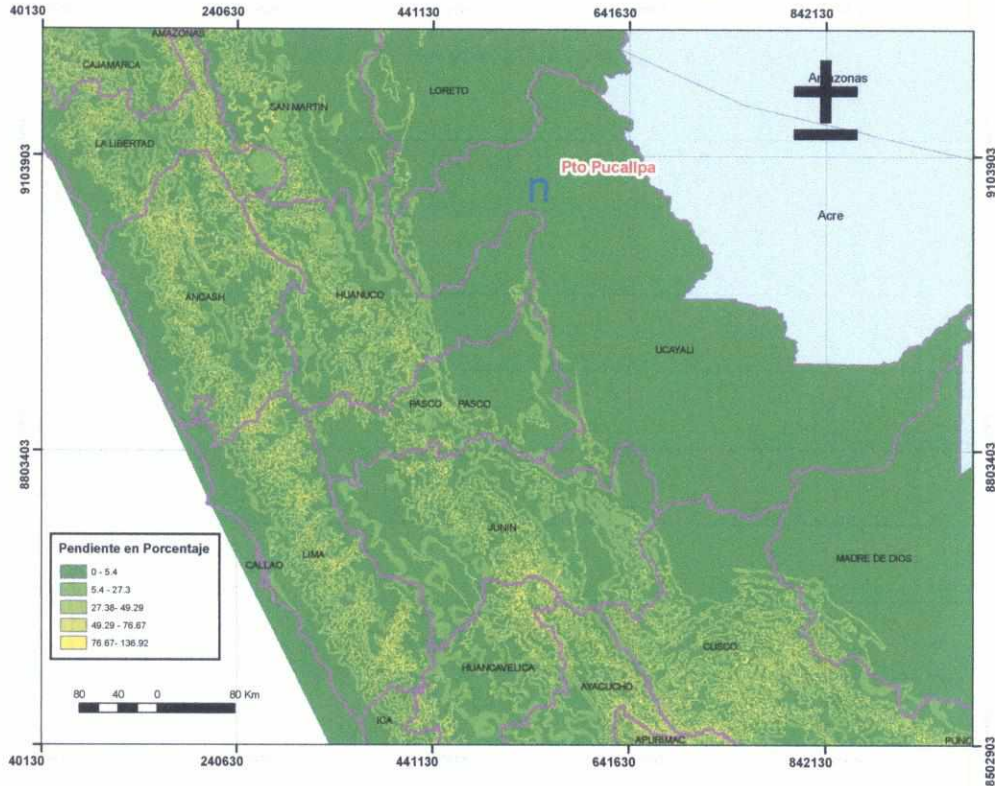 40130 240630 441130 641630 842130
AMAZONAS
CAJAMARCA
SAN MARTIN
LORETO
Amazonas
LA LIBERTAD
9103903 9103903
Pto Pucallpa
n
Acre
ANCASH
HUANUCO
UCAYALI
PASCO PASCO
8803403 8803403
JUNIN
LIMA
CALLAO
MADRE DE DIOS
Pendiente en Porcentaje
0 - 5.4
5.4 - 27.3
27.38- 49.29
49.29 - 76.67
76.67- 136.92
CUSCO
HUANCAVELICA
AYACUCHO
80 40 0 80 Km
ICA
APURIMAC
PUNO
8502903
40130 240630 441130 641630 842130